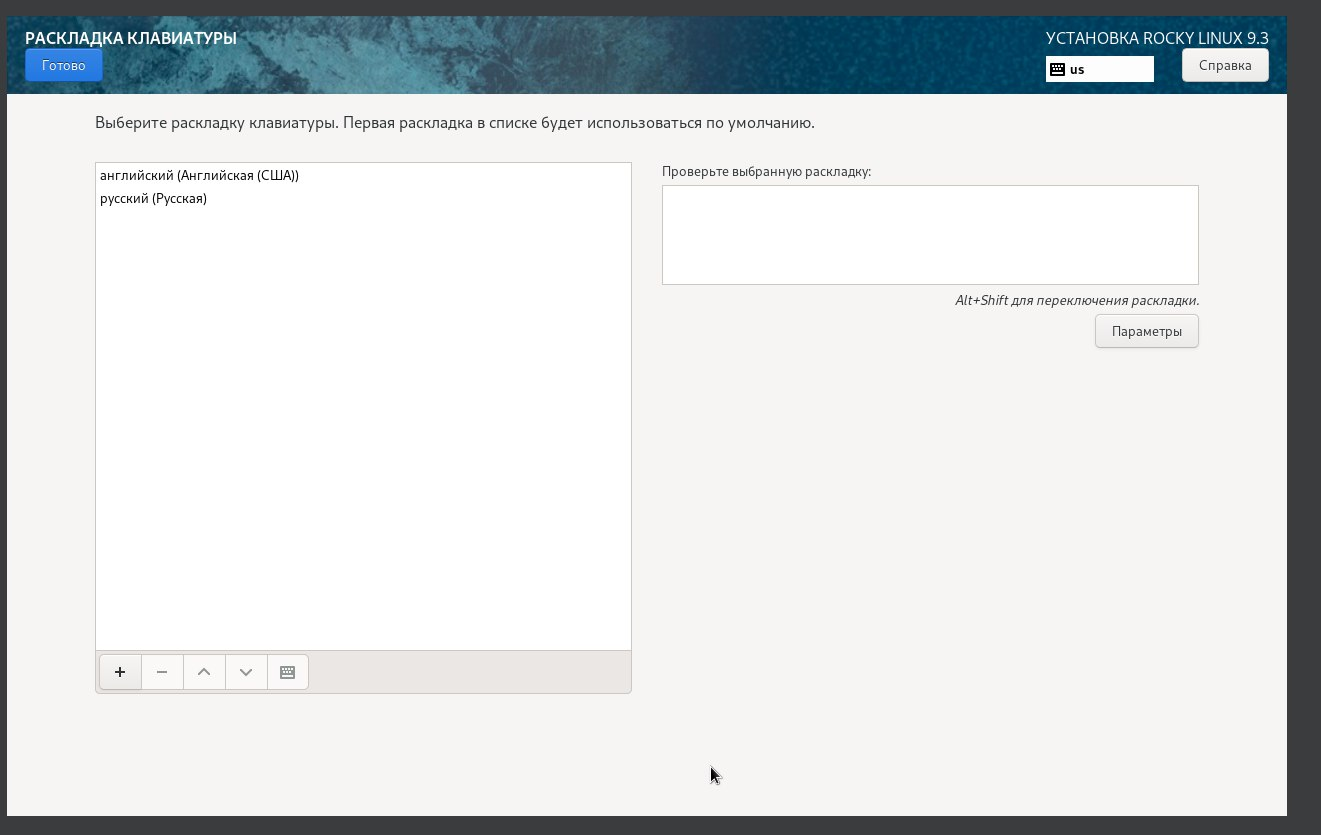 РАСКЛАДКА КЛАВИАТУРЫ
УСТАНОВКА ROCKY LINUX 9.3
Готово
us
Справка
Выберите раскладку клавиатуры. Первая раскладка в списке будет использоваться по умолчанию.
английский (Английская (США))
русский (Русская)
Проверьте выбранную раскладку:
Alt+Shift для переключения раскладки.
Параметры